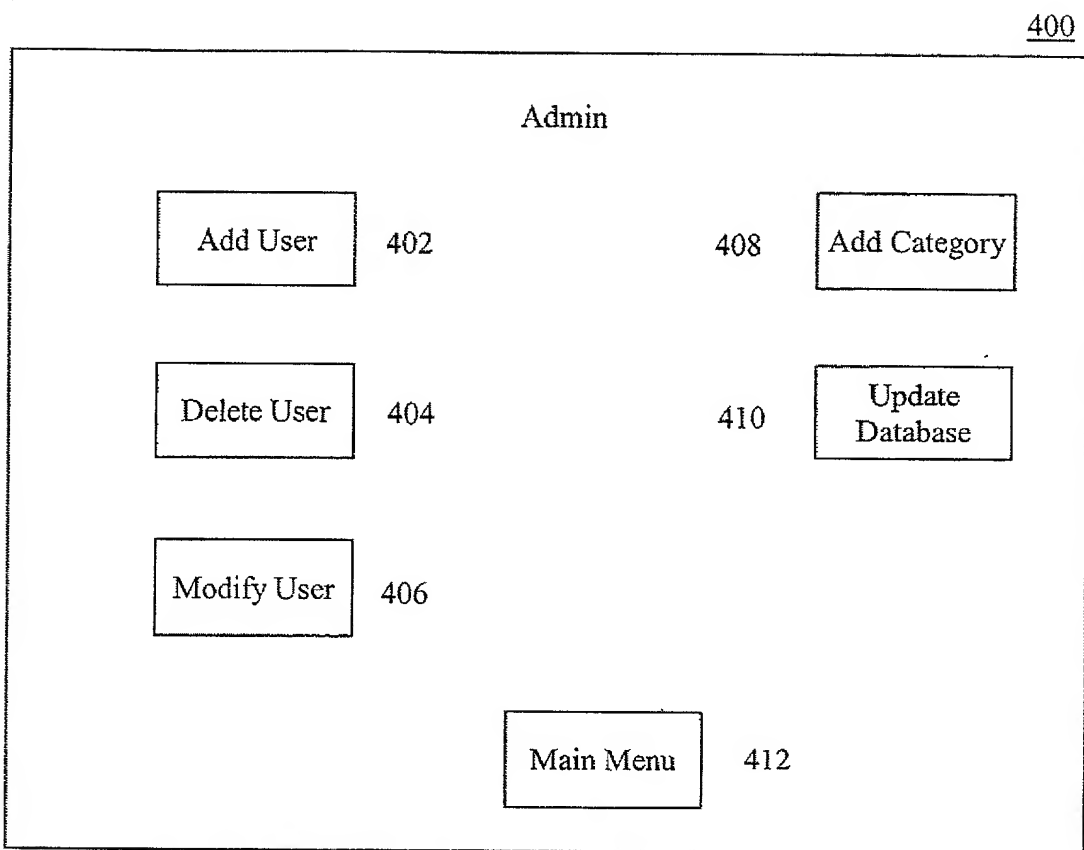 400
Admin
Add User 402
408 Add Category
Delete User 404
410 Update
Database
Modify User 406
Main Menu 412